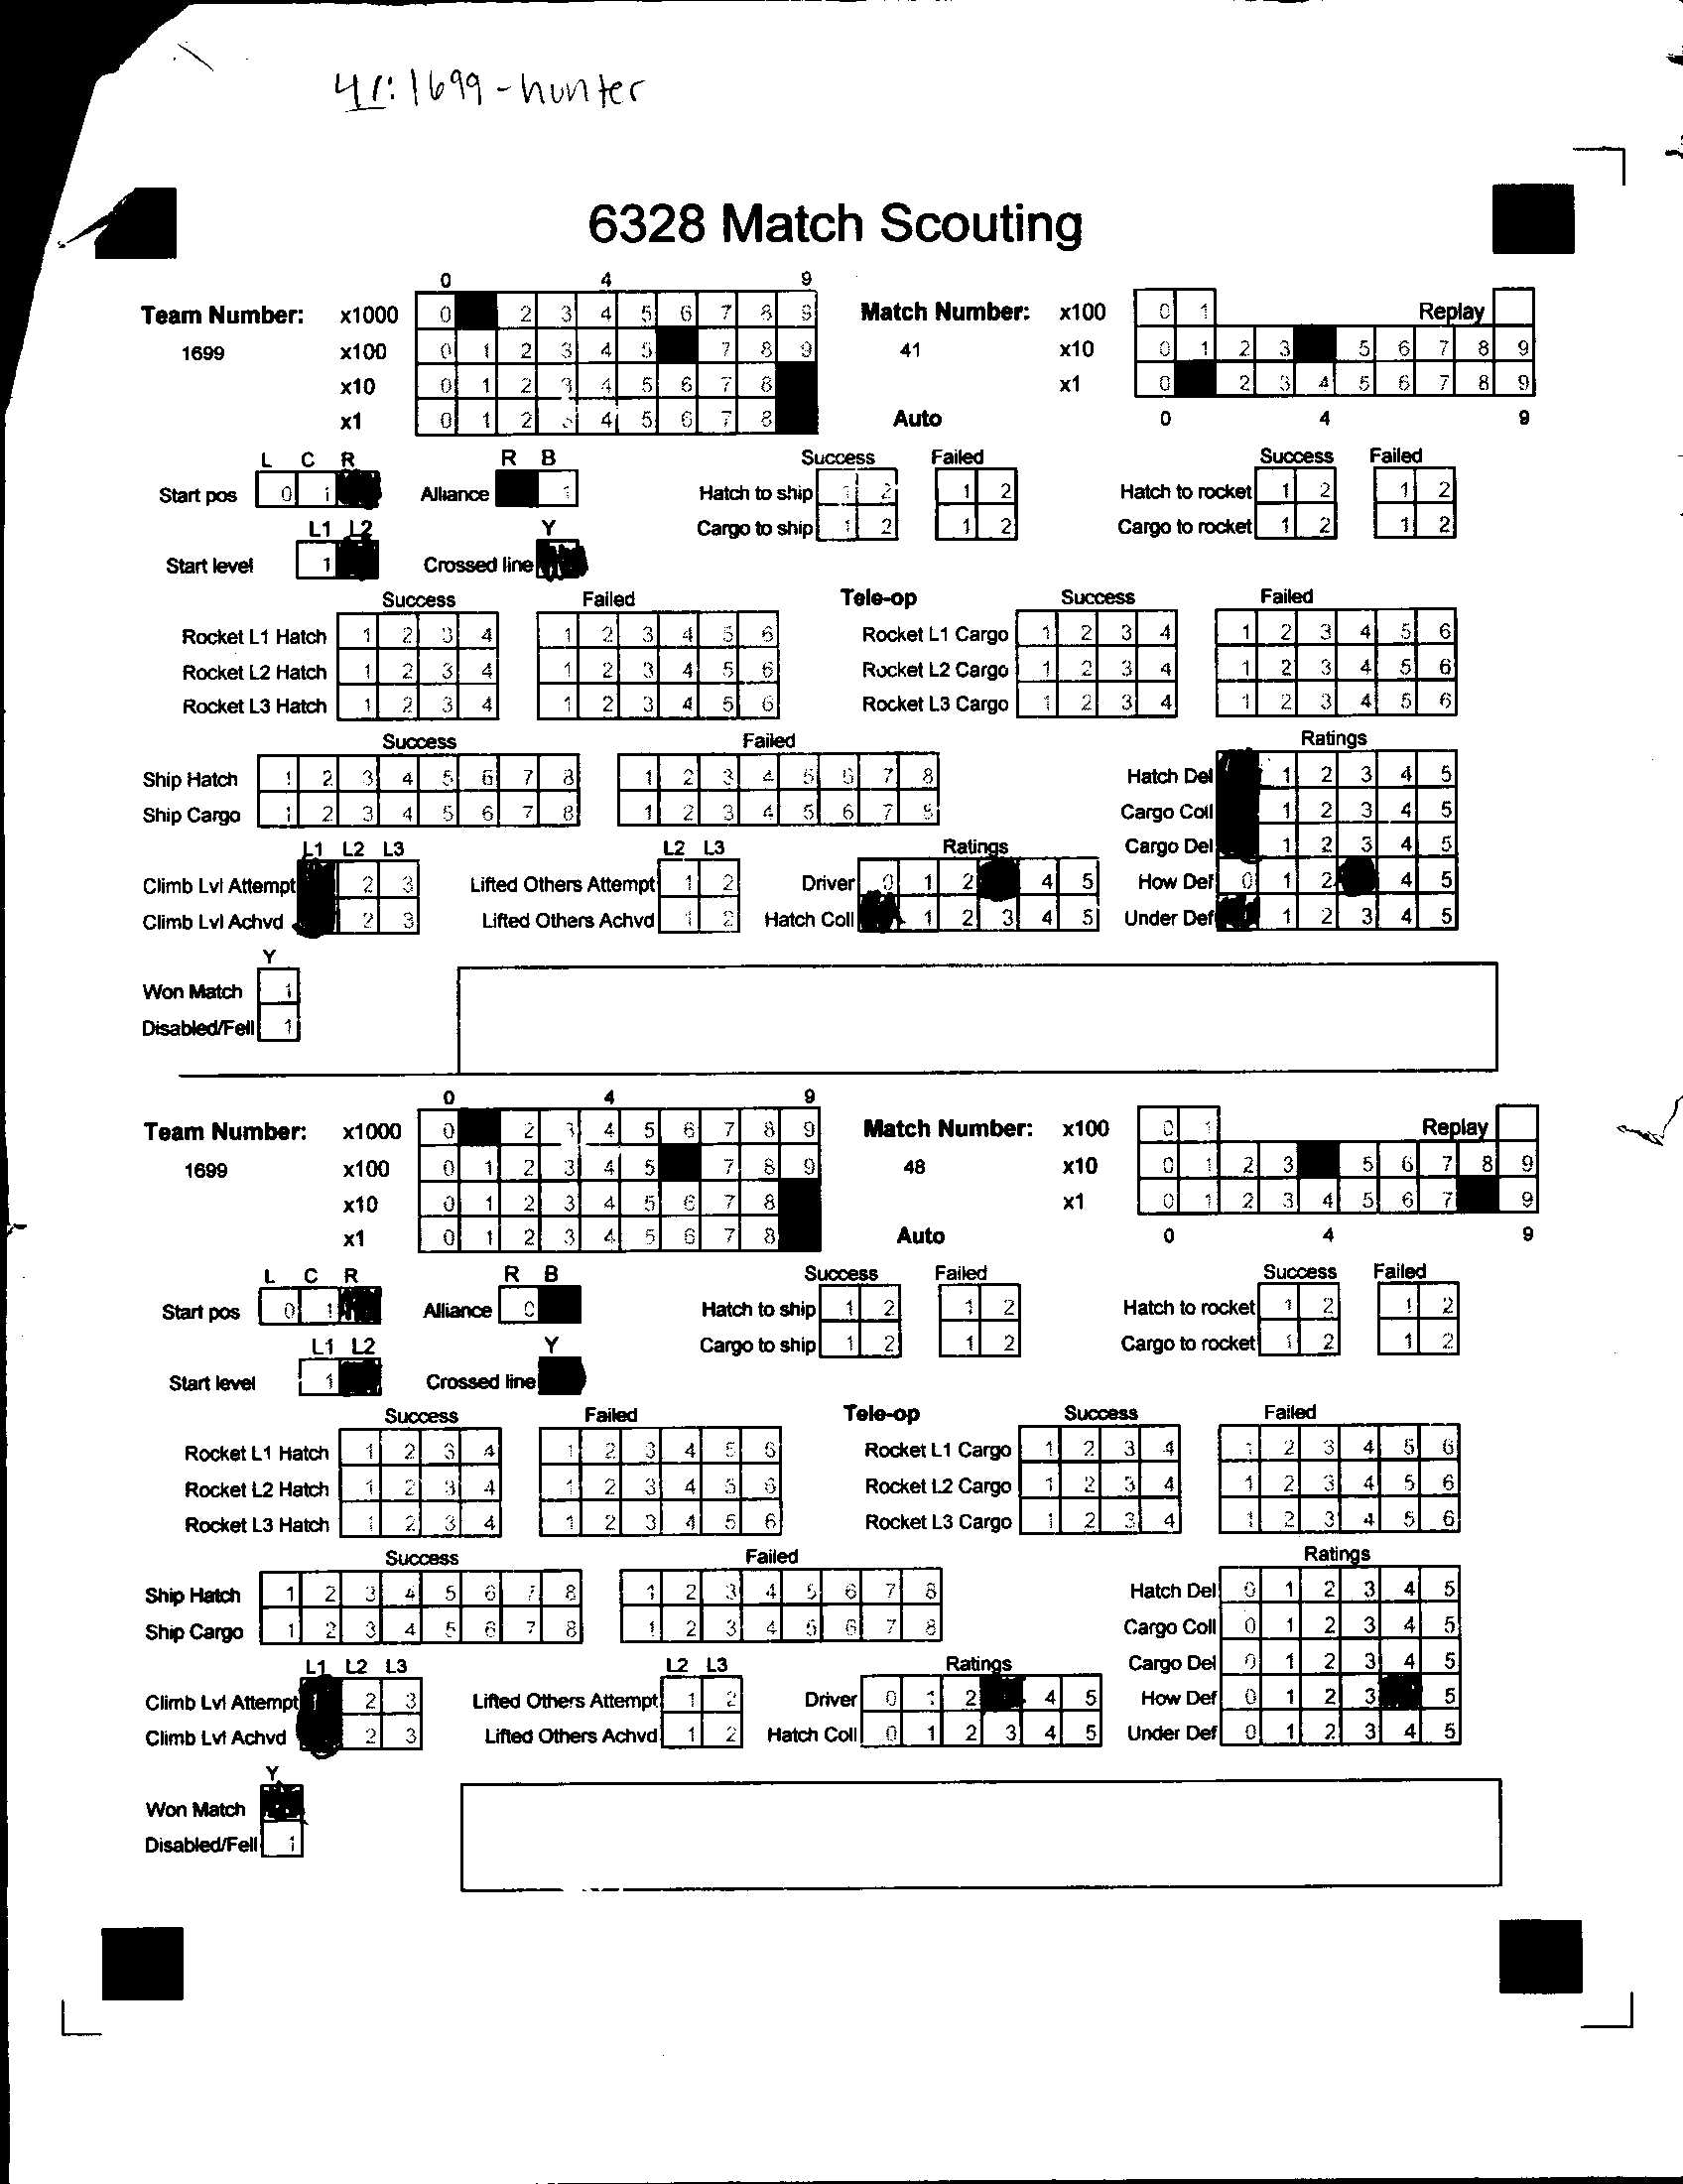 41: 1699 - hunter
6328 Match Scouting
0 4 9
Team Number: x1000 0 2 3 4 5 6 7 8 9 Match Number: x100 0 1 Replay
1699 x100 0 1 2 3 4 5 7 8 9 41 x10 0 1 2 3 5 6 7 8 9
x10 0 1 2 3 4 5 6 7 8 x1 0 2 3 4 5 6 7 8 9
x1 0 1 2 3 4 5 6 7 8 Auto 0 4 9
L C R R B Success Failed Success Failed
Start pos 0 1 Alliance 1 Hatch to ship 1 2 1 2 Hatch to rocket 1 2 1 2
L1 L2 Y Cargo to ship 1 2 1 2 Cargo to rocket 1 2 1 2
Start level 1 Crossed line
Success Failed Tele-op Success Failed
Rocket L1 Hatch 1 2 3 4 1 2 3 4 5 6 Rocket L1 Cargo 1 2 3 4 1 2 3 4 5 6
Rocket L2 Hatch 1 2 3 4 1 2 3 4 5 6 Rocket L2 Cargo 1 2 3 4 1 2 3 4 5 6
Rocket L3 Hatch 1 2 3 4 1 2 3 4 5 6 Rocket L3 Cargo 1 2 3 4 1 2 3 4 5 6
Success Failed Ratings
Ship Hatch 1 2 3 4 5 6 7 8 1 2 3 4 5 6 7 8 Hatch Del 1 2 3 4 5
Ship Cargo 1 2 3 4 5 6 7 8 1 2 3 4 5 6 7 8 Cargo Coll 1 2 3 4 5
L1 L2 L3 L2 L3 Ratings Cargo Del 1 2 3 4 5
Climb Lvl Attempt 2 3 Lifted Others Attempt 1 2 Driver 0 1 2 4 5 How Def 0 1 2 4 5
Climb Lvl Achvd 2 3 Lifted Others Achvd 1 2 Hatch Coll 1 2 3 4 5 Under Def 1 2 3 4 5
Y
Won Match 1
Disabled/Fell 1
0 4 9
Team Number: x1000 0 2 3 4 5 6 7 8 9 Match Number: x100 0 1 Replay
1699 x100 0 1 2 3 4 5 7 8 9 48 x10 0 1 2 3 5 6 7 8 9
x10 0 1 2 3 4 5 6 7 8 x1 0 1 2 3 4 5 6 7 9
x1 0 1 2 3 4 5 6 7 8 Auto 0 4 9
L C R R B Success Failed Success Failed
Start pos 0 1 Alliance 0 Hatch to ship 1 2 1 2 Hatch to rocket 1 2 1 2
L1 L2 Y Cargo to ship 1 2 1 2 Cargo to rocket 1 2 1 2
Start level 1 Crossed line
Success Failed Tele-op Success Failed
Rocket L1 Hatch 1 2 3 4 1 2 3 4 5 6 Rocket L1 Cargo 1 2 3 4 1 2 3 4 5 6
Rocket L2 Hatch 1 2 3 4 1 2 3 4 5 6 Rocket L2 Cargo 1 2 3 4 1 2 3 4 5 6
Rocket L3 Hatch 1 2 3 4 1 2 3 4 5 6 Rocket L3 Cargo 1 2 3 4 1 2 3 4 5 6
Success Failed Ratings
Ship Hatch 1 2 3 4 5 6 7 8 1 2 3 4 5 6 7 8 Hatch Del 0 1 2 3 4 5
Ship Cargo 1 2 3 4 5 6 7 8 1 2 3 4 5 6 7 8 Cargo Coll 0 1 2 3 4 5
L1 L2 L3 L2 L3 Ratings Cargo Del 0 1 2 3 4 5
Climb Lvl Attempt 1 2 3 Lifted Others Attempt 1 2 Driver 0 1 2 4 5 How Def 0 1 2 3 5
Climb Lvl Achvd 2 3 Lifted Others Achvd 1 2 Hatch Coll 0 1 2 3 4 5 Under Def 0 1 2 3 4 5
Y
Won Match
Disabled/Fell 1